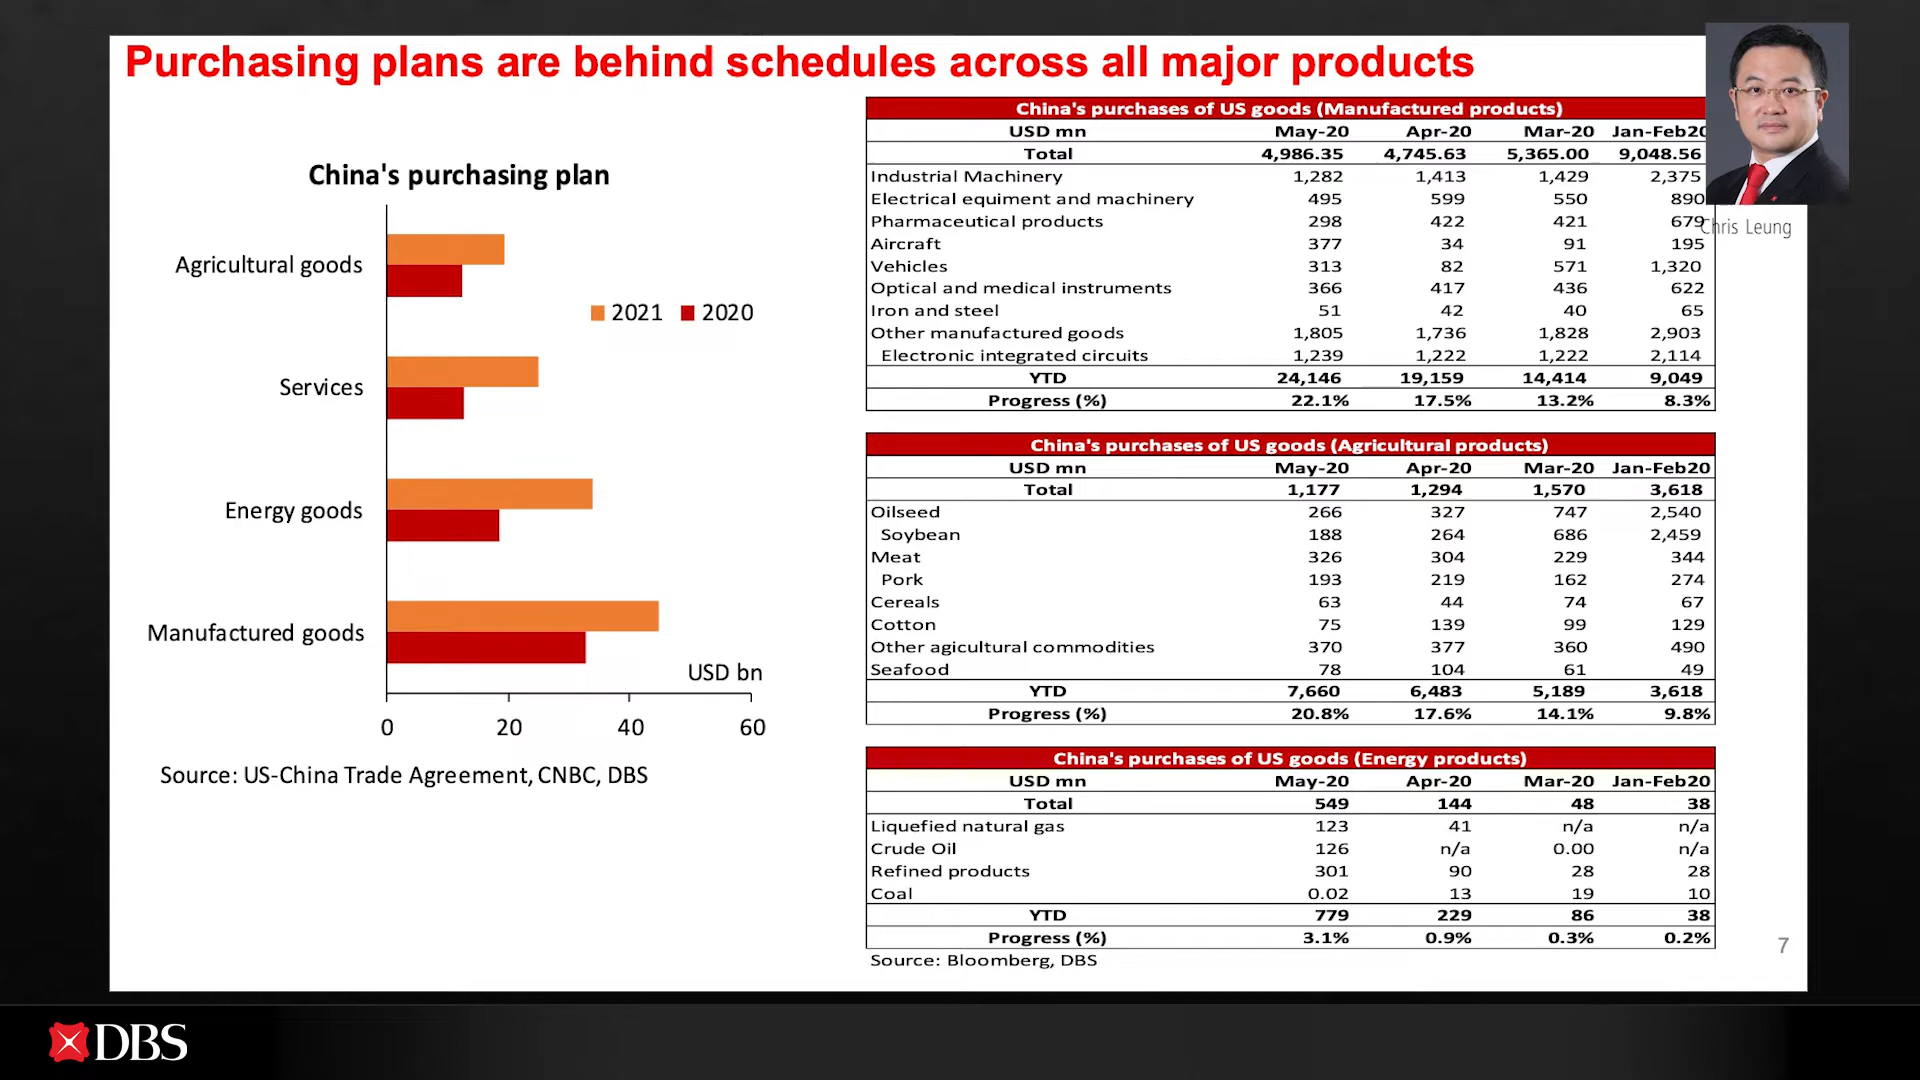 Purchasing plans are behind schedules across all major products
China's purchasing plan
Agricultural goods
2021 2020
Services
Energy goods
Manufactured goods
USD bn
0 20 40 60
Source: US-China Trade Agreement, CNBC, DBS
China's purchases of US goods (Manufactured products)
USD mn May-20 Apr-20 Mar-20 Jan-Feb20
Total 4,986.35 4,745.63 5,365.00 9,048.56
Industrial Machinery 1,282 1,413 1,429 2,375
Electrical equiment and machinery 495 599 550 890
Pharmaceutical products 298 422 421 679
Aircraft 377 34 91 195
Vehicles 313 82 571 1,320
Optical and medical instruments 366 417 436 622
Iron and steel 51 42 40 65
Other manufactured goods 1,805 1,736 1,828 2,903
Electronic integrated circuits 1,239 1,222 1,222 2,114
YTD 24,146 19,159 14,414 9,049
Progress (%) 22.1% 17.5% 13.2% 8.3%
China's purchases of US goods (Agricultural products)
USD mn May-20 Apr-20 Mar-20 Jan-Feb20
Total 1,177 1,294 1,570 3,618
Oilseed 266 327 747 2,540
Soybean 188 264 686 2,459
Meat 326 304 229 344
Pork 193 219 162 274
Cereals 63 44 74 67
Cotton 75 139 99 129
Other agicultural commodities 370 377 360 490
Seafood 78 104 61 49
YTD 7,660 6,483 5,189 3,618
Progress (%) 20.8% 17.6% 14.1% 9.8%
China's purchases of US goods (Energy products)
USD mn May-20 Apr-20 Mar-20 Jan-Feb20
Total 549 144 48 38
Liquefied natural gas 123 41 n/a n/a
Crude Oil 126 n/a 0.00 n/a
Refined products 301 90 28 28
Coal 0.02 13 19 10
YTD 779 229 86 38
Progress (%) 3.1% 0.9% 0.3% 0.2%
Source: Bloomberg, DBS
Chris Leung
7
DBS